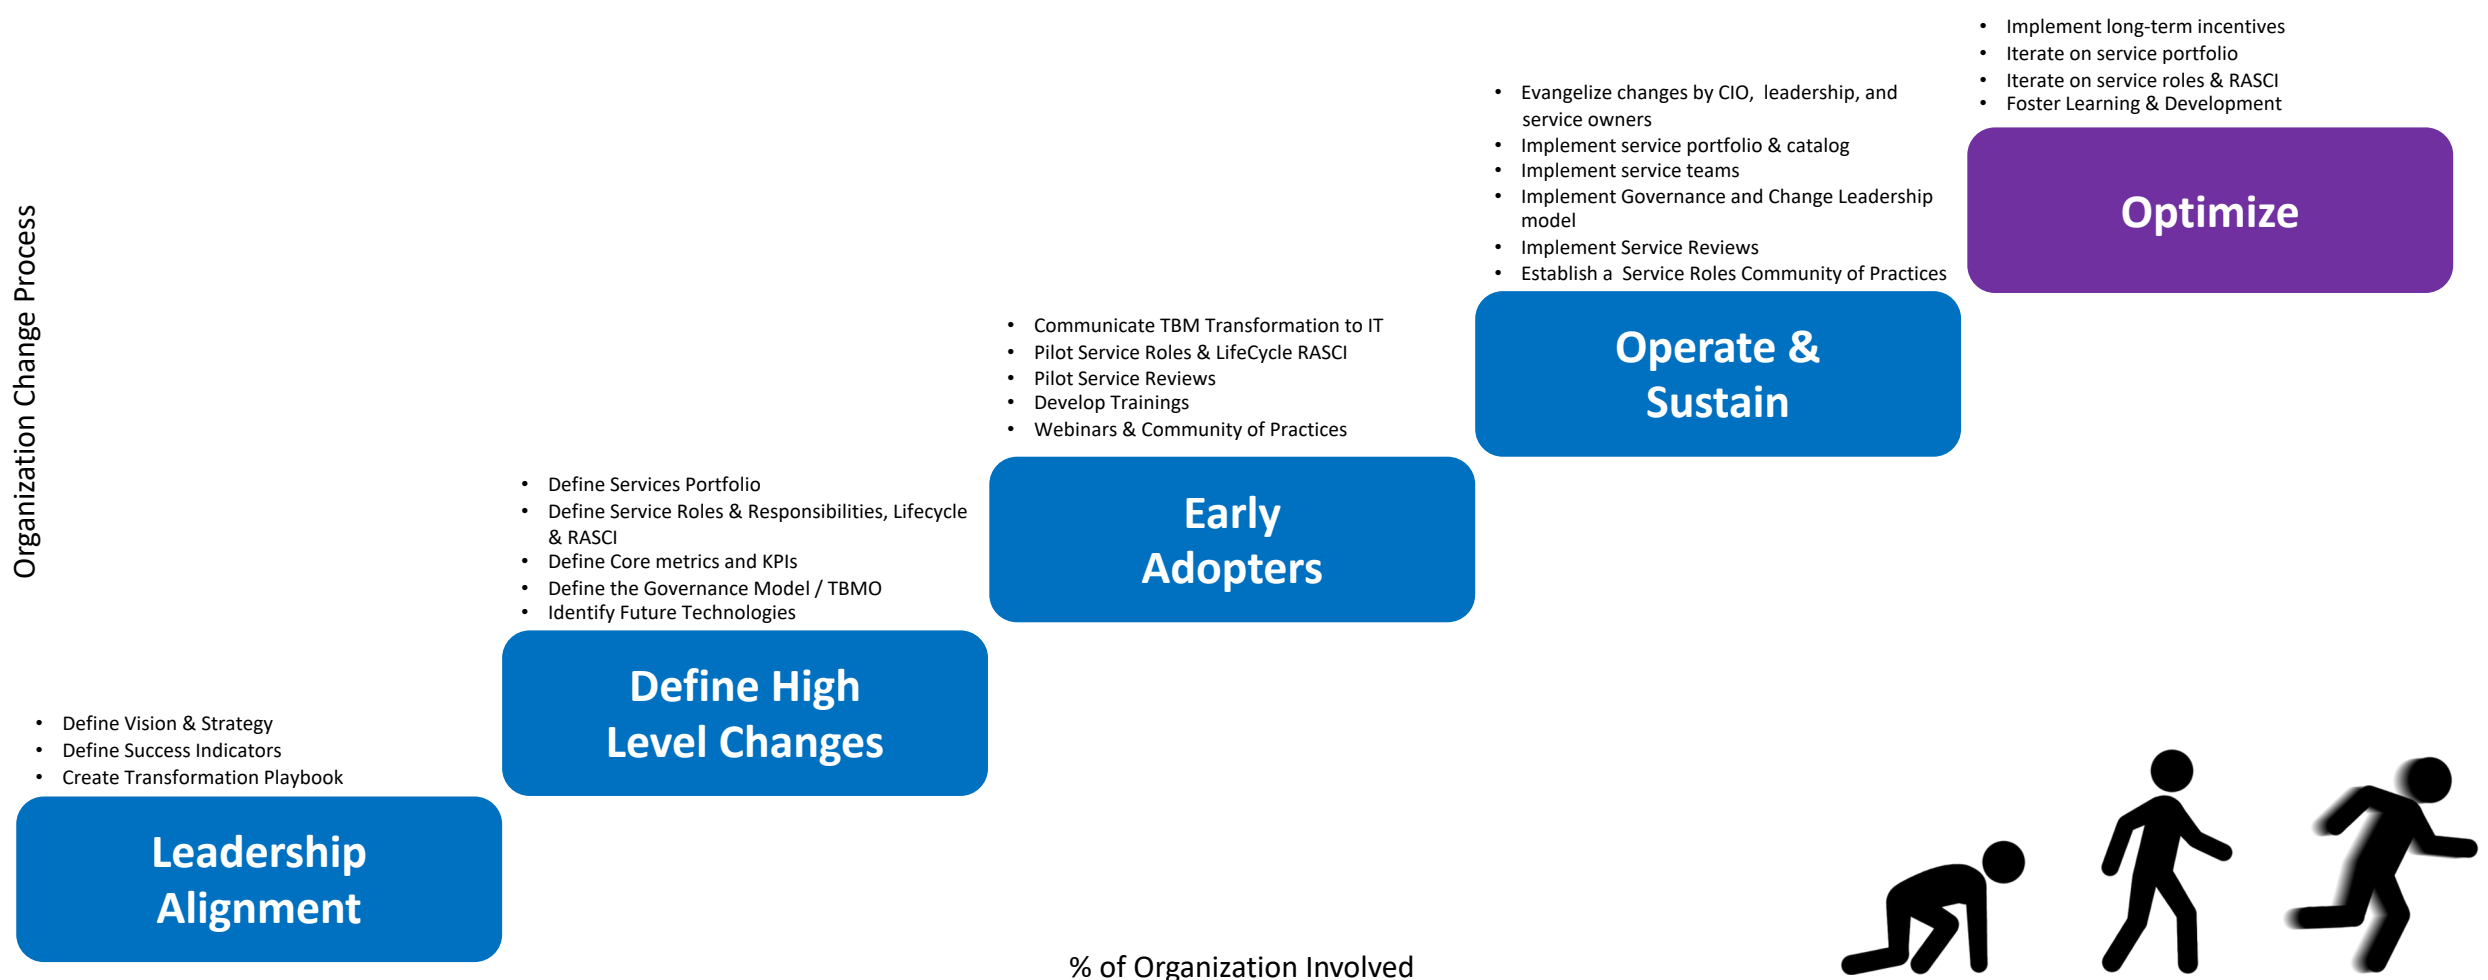 Organization Change Process
• Define Vision & Strategy
• Define Success Indicators
• Create Transformation Playbook
Leadership
Alignment
• Define Services Portfolio
• Define Service Roles & Responsibilities, Lifecycle
& RASCI
• Define Core metrics and KPIs
• Define the Governance Model / TBMO
• Identify Future Technologies
Define High
Level Changes
• Communicate TBM Transformation to IT
• Pilot Service Roles & LifeCycle RASCI
• Pilot Service Reviews
• Develop Trainings
• Webinars & Community of Practices
Early
Adopters
• Evangelize changes by CIO, leadership, and
service owners
• Implement service portfolio & catalog
• Implement service teams
• Implement Governance and Change Leadership
model
• Implement Service Reviews
• Establish a Service Roles Community of Practices
Operate &
Sustain
• Implement long-term incentives
• Iterate on service portfolio
• Iterate on service roles & RASCI
• Foster Learning & Development
Optimize
% of Organization Involved